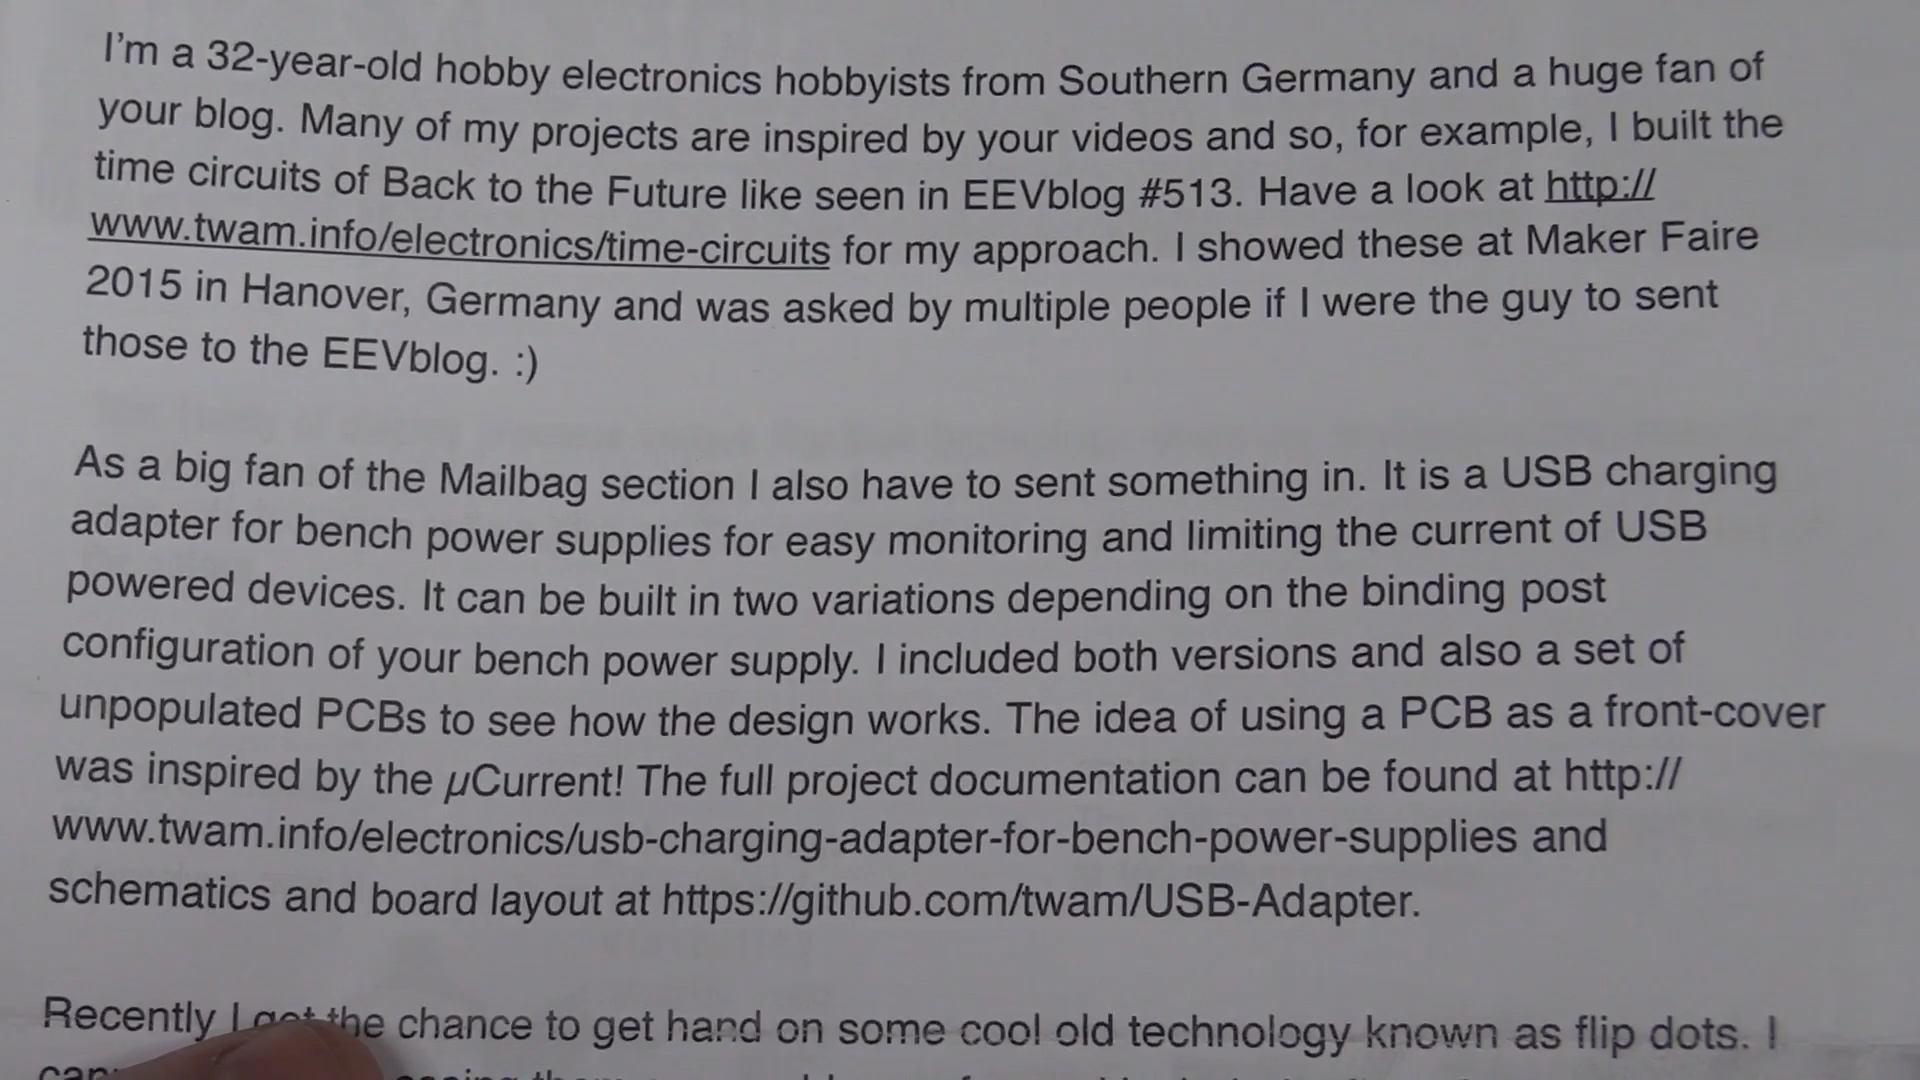 I'm a 32-year-old hobby electronics hobbyists from Southern Germany and a huge fan of
your blog. Many of my projects are inspired by your videos and so, for example, I built the
time circuits of Back to the Future like seen in EEVblog #513. Have a look at http://
www.twam.info/electronics/time-circuits for my approach. I showed these at Maker Faire
2015 in Hanover, Germany and was asked by multiple people if I were the guy to sent
those to the EEVblog. :)
As a big fan of the Mailbag section I also have to sent something in. It is a USB charging
adapter for bench power supplies for easy monitoring and limiting the current of USB
powered devices. It can be built in two variations depending on the binding post
configuration of your bench power supply. I included both versions and also a set of
unpopulated PCBs to see how the design works. The idea of using a PCB as a front-cover
was inspired by the µCurrent! The full project documentation can be found at http://
www.twam.info/electronics/usb-charging-adapter-for-bench-power-supplies and
schematics and board layout at https://github.com/twam/USB-Adapter.
Recently I got the chance to get hand on some cool old technology known as flip dots. I